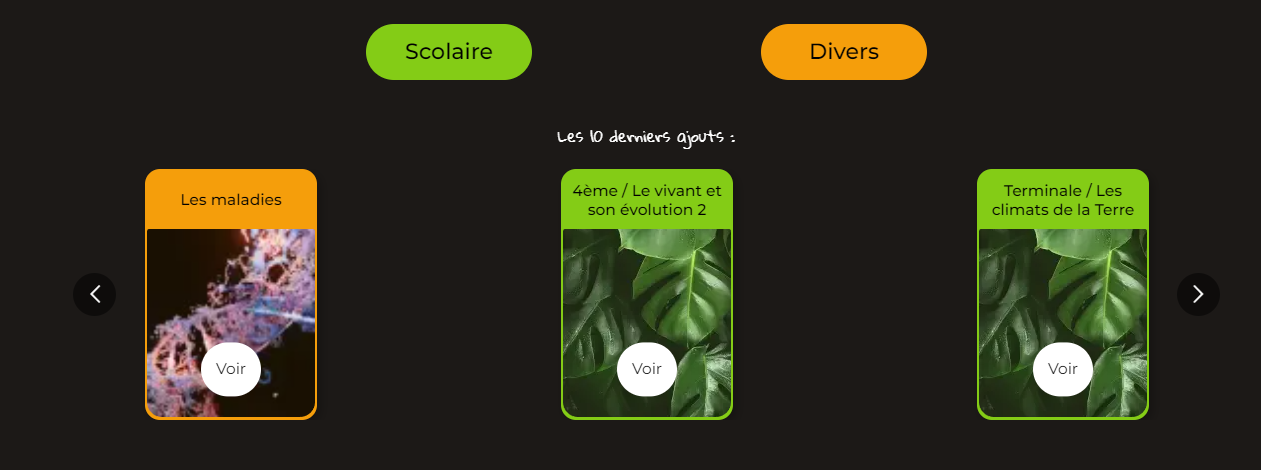 Scolaire
Divers
Les 10 derniers ajouts :
Les maladies
4ème / Le vivant et
son évolution 2
Terminale / Les
climats de la Terre
Voir
Voir
Voir